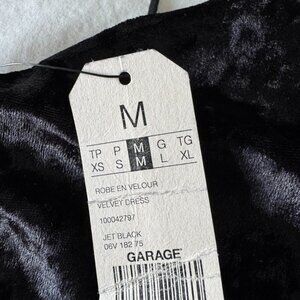 M
TP P M G TG
XS S M L XL
ROBE EN VELOUR
VELVET DRESS
100042797
JET BLACK
06V 182 75
GARAGE